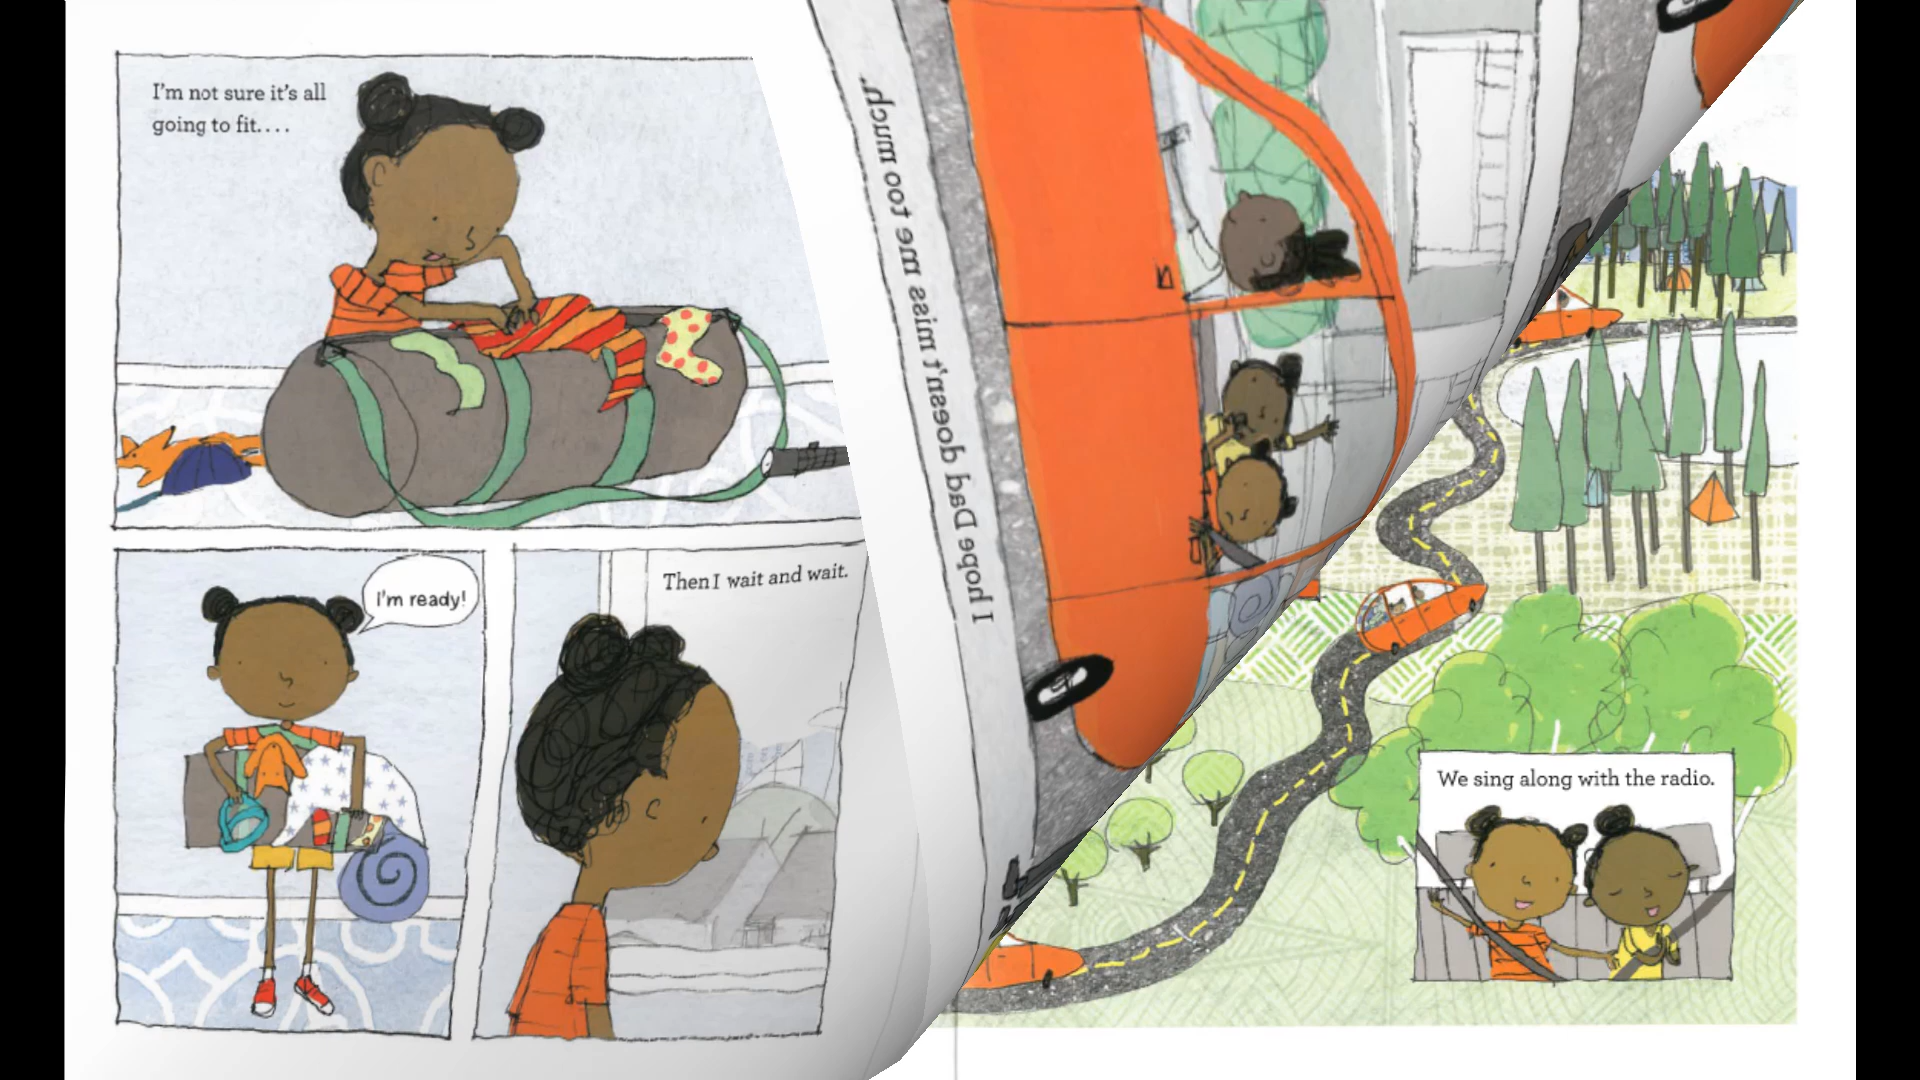 I'm not sure it's all
going to fit....
I'm ready!
Then I wait and wait.
I hope Dad doesn't miss me too much.
We sing along with the radio.